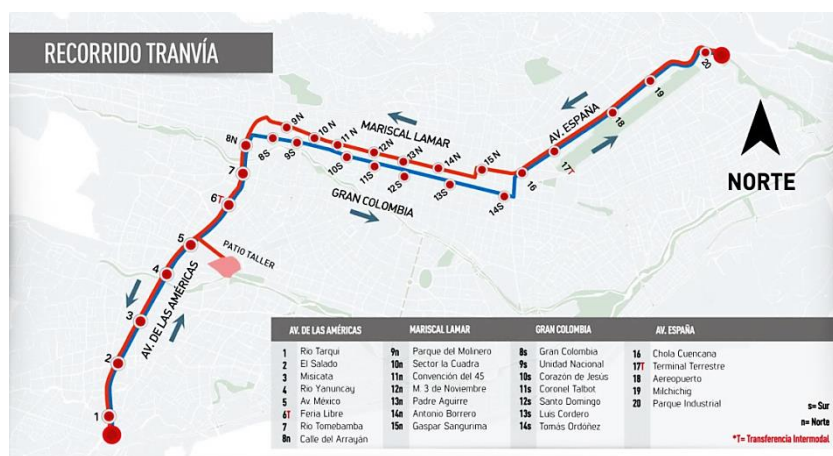 RECORRIDO TRANVÍA
20
19
18
AV. ESPAÑA
17T
16
NORTE
9N
10 N
11 N
MARISCAL LAMAR
12N
13N
14N
15N
8N
8S
9S
10S
11S
12S
13S
14S
GRAN COLOMBIA
7
6T
5
PATIO TALLER
4
AV. DE LAS AMÉRICAS
3
2
1
AV. DE LAS AMÉRICAS
1 Río Tarqui
2 El Salado
3 Misicata
4 Río Yanuncay
5 Av. México
6T Feria Libre
7 Río Tomebamba
8n Calle del Arrayán
MARISCAL LAMAR
9n Parque del Molinero
10n Sector la Cuadra
11n Convención del 45
12n M. 3 de Noviembre
13n Padre Aguirre
14n Antonio Borrero
15n Gaspar Sangurima
GRAN COLOMBIA
8s Gran Colombia
9s Unidad Nacional
10s Corazón de Jesús
11s Coronel Talbot
12s Santo Domingo
13s Luis Cordero
14s Tomás Ordóñez
AV. ESPAÑA
16 Chola Cuencana
17T Terminal Terrestre
18 Aereopuerto
19 Milchichig
20 Parque Industrial
s= Sur
n= Norte
*T= Transferencia Intermodal